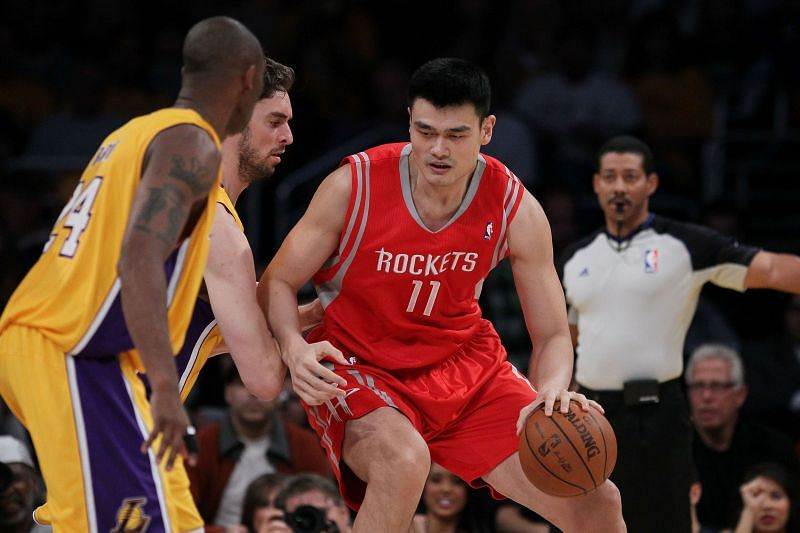 24
ROCKETS
11
SPALDING